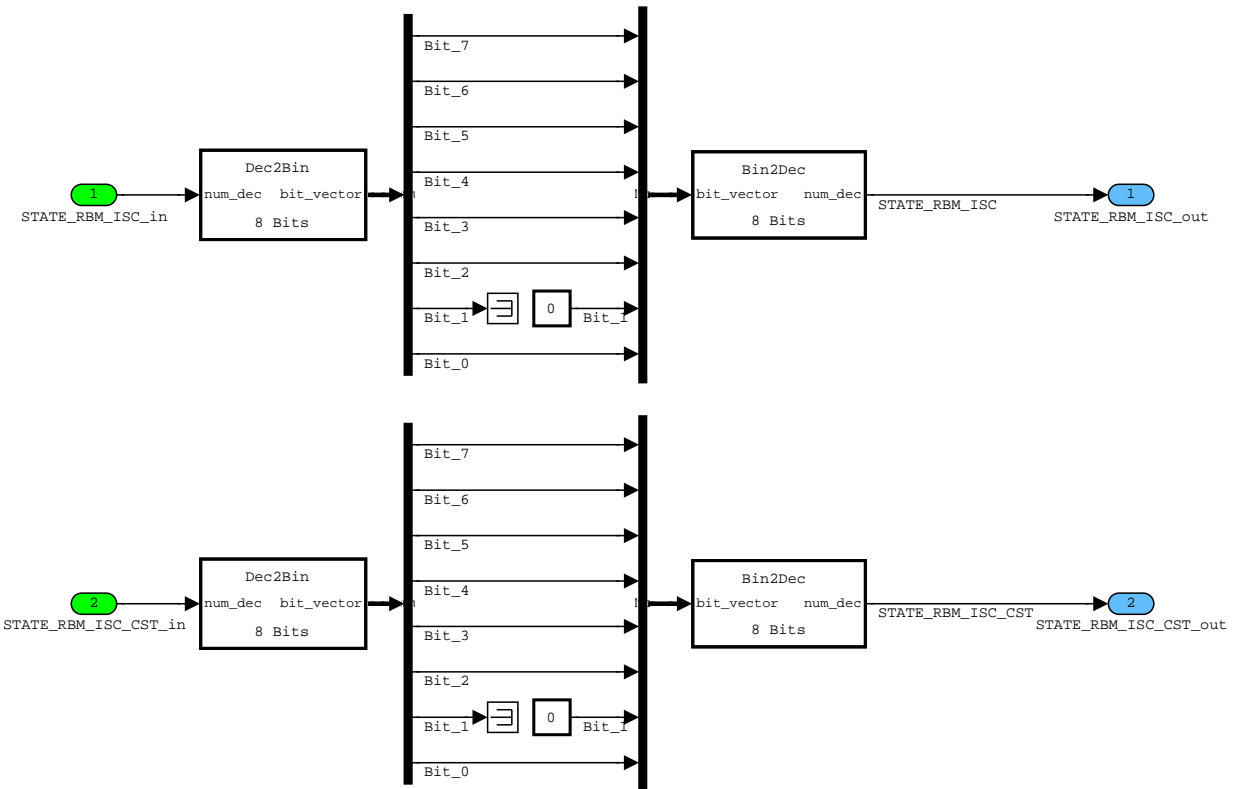 Bit_7
Bit_6
Bit_5
Dec2Bin
num_dec bit_vector
8 Bits
1
STATE_RBM_ISC_in
Bit_4
Bit_3
Bit_2
Bit_1
0
Bit_1
Bit_0
Bin2Dec
bit_vector num_dec
8 Bits
STATE_RBM_ISC
1
STATE_RBM_ISC_out
Bit_7
Bit_6
Bit_5
Dec2Bin
num_dec bit_vector
8 Bits
2
STATE_RBM_ISC_CST_in
Bit_4
Bit_3
Bit_2
Bit_1
0
Bit_1
Bit_0
Bin2Dec
bit_vector num_dec
8 Bits
STATE_RBM_ISC_CST
2
STATE_RBM_ISC_CST_out